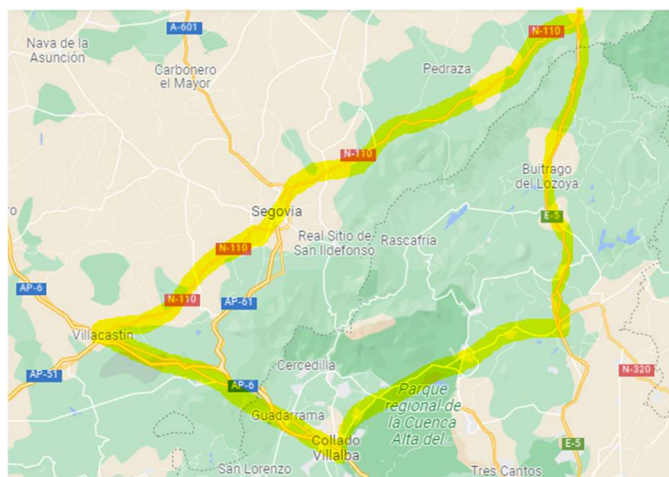 A-601
N-110
Nava de la
Asunción
Carbonero
el Mayor
Pedraza
N-110
Buitrago
del Lozoya
Segovia
E-5
N-110
Real Sitio de
San Ildefonso
Rascafría
ro
AP-6
N-110
AP-61
Villacastín
AP-51
Cercedilla
N-320
AP-6
Parque
regional de
la Cuenca
Alta del...
Guadarrama
Collado
Villalba
E-5
San Lorenzo
Tres Cantos